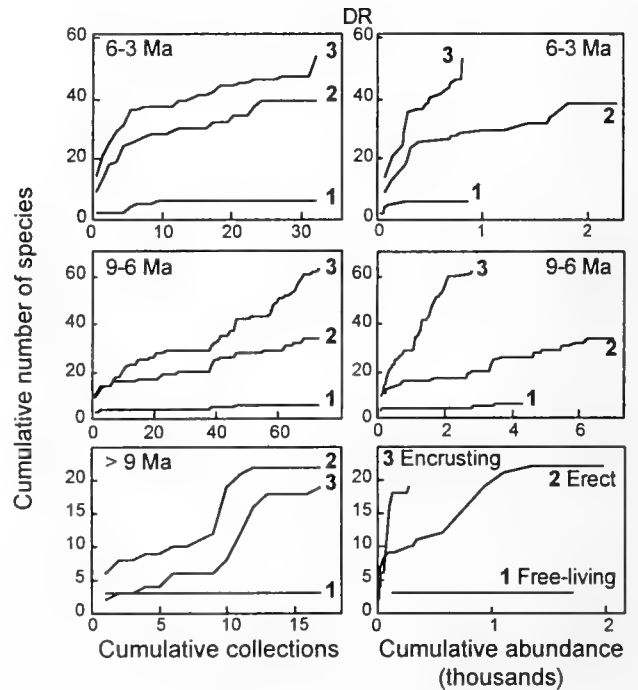 DR
6-3 Ma
3
2
1
60
40
20
0
0 10 20 30
6-3 Ma
3
2
1
60
40
20
0
0 1 2
Cumulative number of species
9-6 Ma
3
2
1
60
40
20
0
0 20 40 60
9-6 Ma
3
2
1
60
40
20
0
0 2 4 6
> 9 Ma
2
3
1
20
15
10
5
0
0 5 10 15
Cumulative collections
3 Encrusting
2 Erect
1 Free-living
20
15
10
5
0
0 1 2
Cumulative abundance
(thousands)